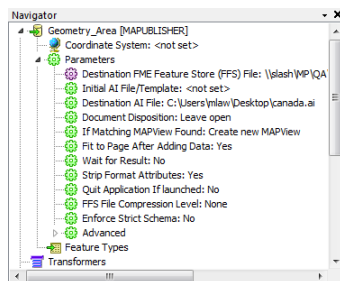 Navigator
Geometry_Area [MAPUBLISHER]
Coordinate System: <not set>
Parameters
Destination FME Feature Store (FFS) File: \\slash\MP\QA
Initial AI File/Template: <not set>
Destination AI File: C:\Users\mlaw\Desktop\canada.ai
Document Disposition: Leave open
If Matching MAPView Found: Create new MAPView
Fit to Page After Adding Data: Yes
Wait for Result: No
Strip Format Attributes: Yes
Quit Application If launched: No
FFS File Compression Level: None
Enforce Strict Schema: No
Advanced
Feature Types
Transformers